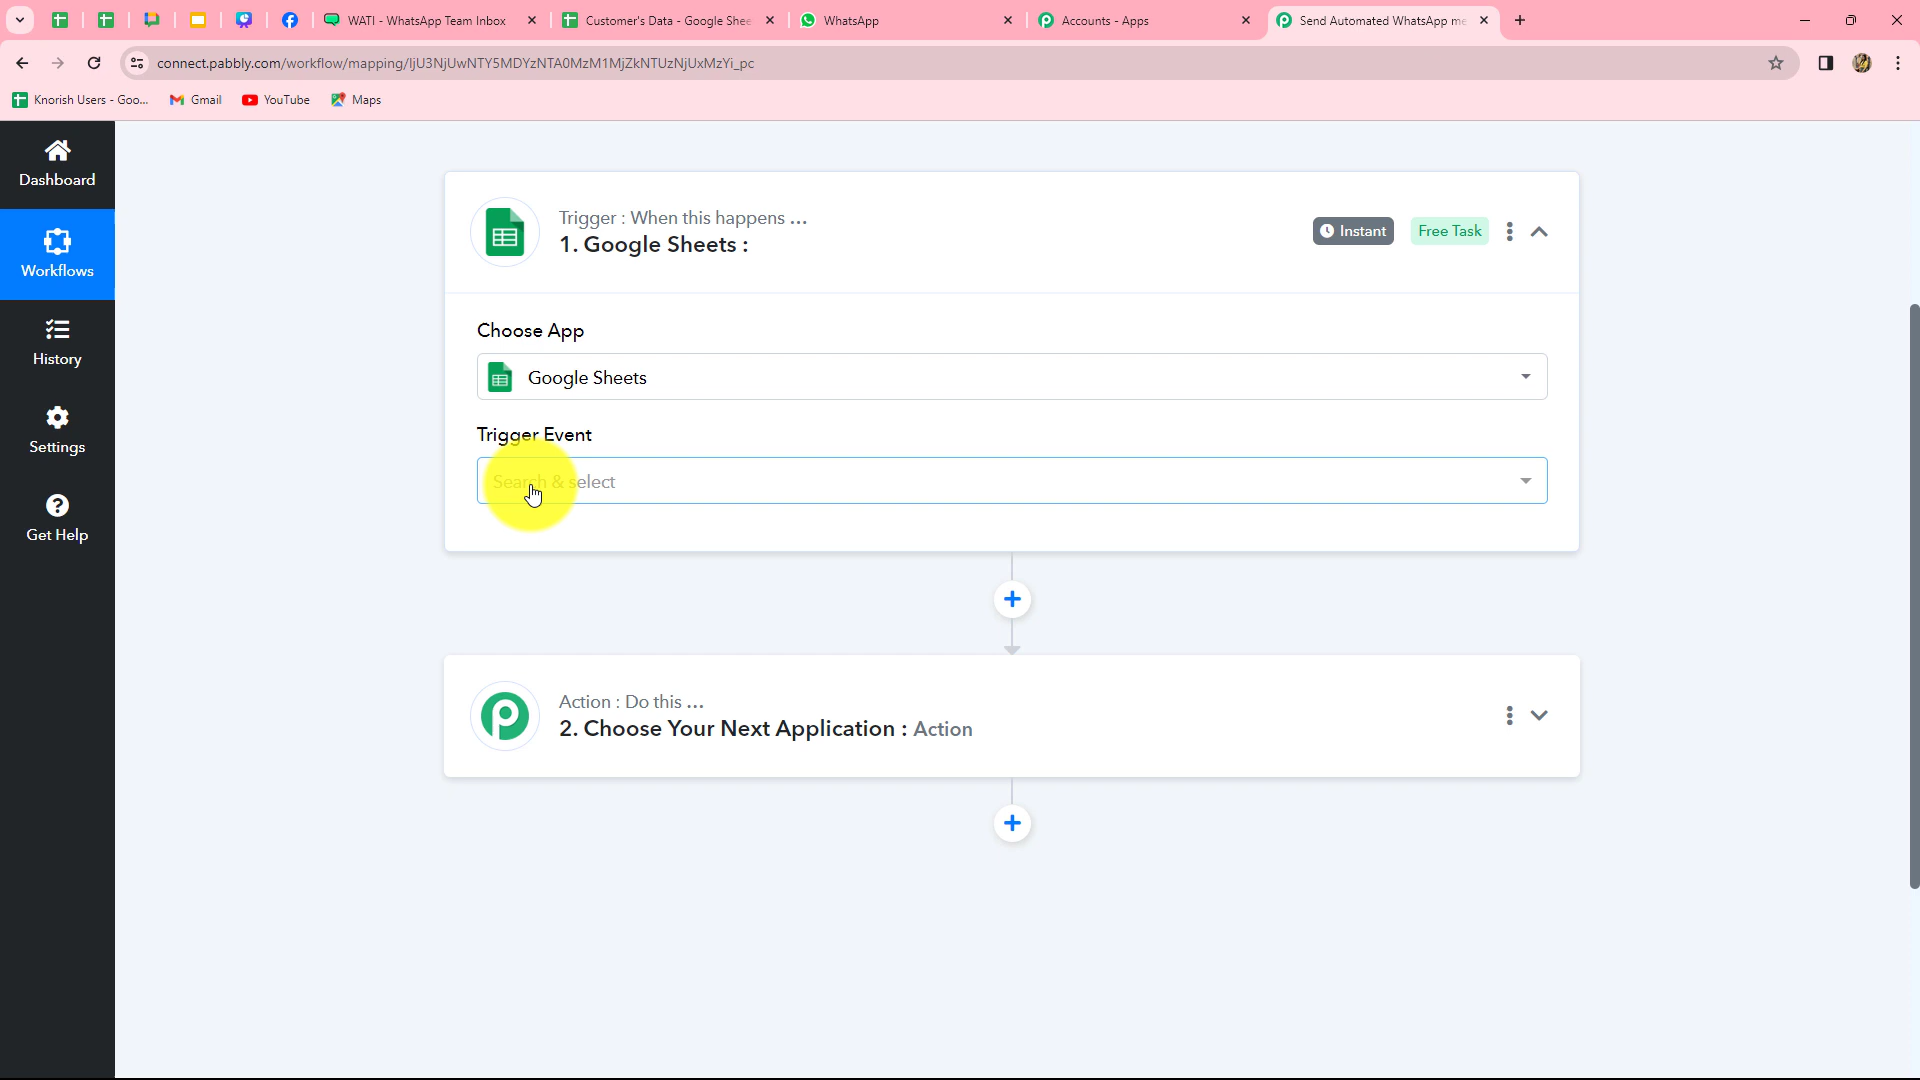 WATI - WhatsApp Team Inbox
Customer's Data - Google Shee
WhatsApp
Accounts - Apps
Send Automated WhatsApp me
connect.pabbly.com/workflow/mapping/IjU3NjUwNTY5MDYzNTA0MzM1MjZkNTUzNjUxMzYi_pc
Knorish Users - Goo...
Gmail
YouTube
Maps
Dashboard
Workflows
History
Settings
Get Help
Trigger : When this happens ...
1. Google Sheets :
Instant
Free Task
Choose App
Google Sheets
Trigger Event
Search & select
Action : Do this ...
2. Choose Your Next Application : Action